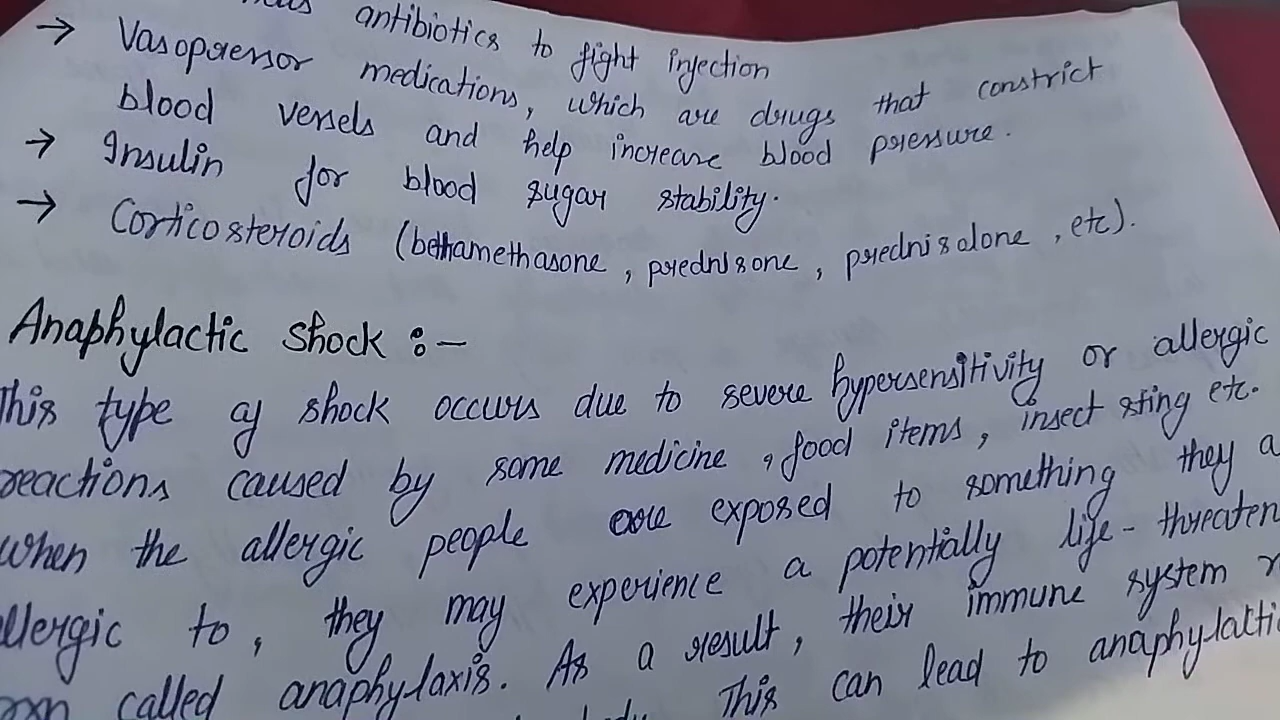 antibiotics to fight injection
→ Vasopressor medications, which are drugs that constrict
blood vessels and help increase blood pressure.
→ Insulin for blood sugar stability.
→ Corticosteroids (bethamethasone, prednisone, prednisolone, etc).
Anaphylactic shock :-
This type of shock occurs due to severe hypersensitivity or allergic
reactions caused by some medicine, food items, insect sting etc.
When the allergic people are exposed to something they
allergic to, they may experience a potentially life-threaten
called anaphylaxis. As a result, their immune system
This can lead to anaphylacti